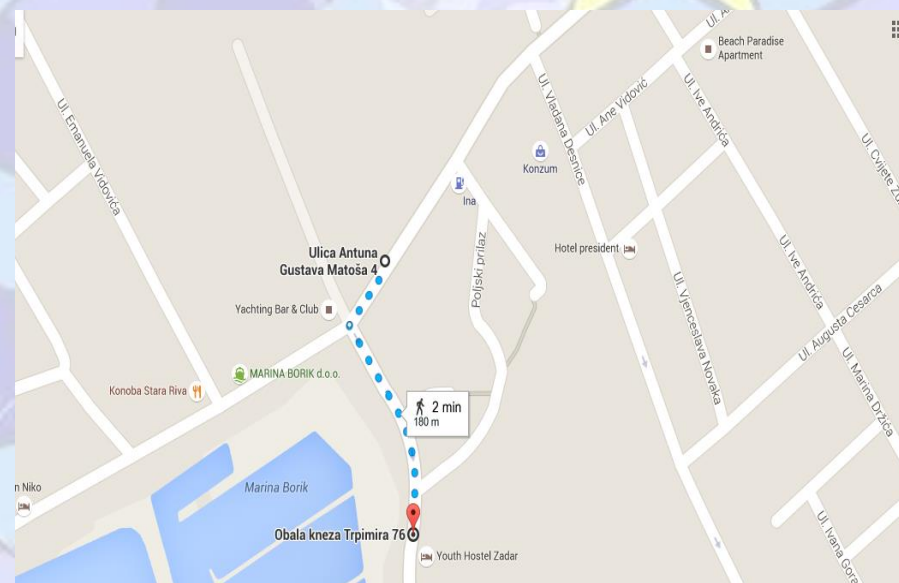 Ul. A
Beach Paradise
Apartment
Ul. Emanuela Vidovića
Ul. Vladana Desnice
Ul. Ane Vidović
Ul. Ive Andrića
Konzum
Ina
Ul. Cvijete Zu
Ulica Antuna
Gustava Matoša 4
Poljski prilaz
Hotel president
Ul. Ive Andrića
Yachting Bar & Club
Ul. Vjenceslava Novaka
Ul. Augusta Cesarca
MARINA BORIK d.o.o.
Konoba Stara Riva
2 min
180 m
Ul. Marina Držića
n Niko
Marina Borik
Obala kneza Trpimira 76
Youth Hostel Zadar
Ul. Ivana Gora